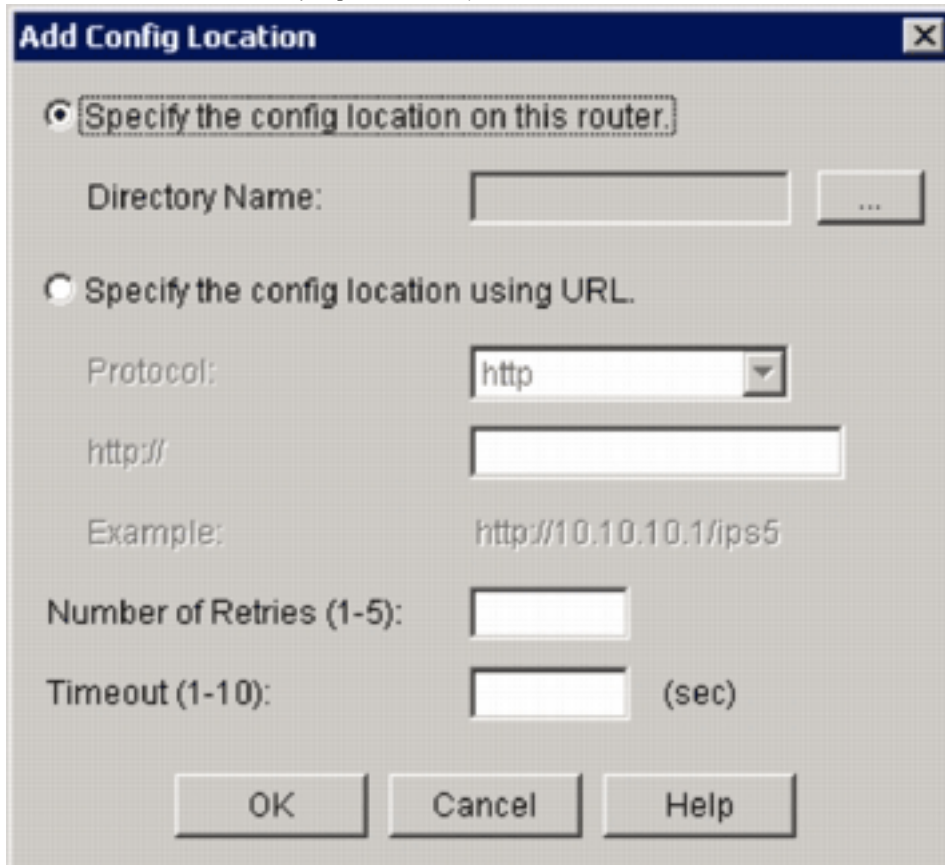 Add Config Location
Specify the config location on this router.
Directory Name: ...
Specify the config location using URL.
Protocol: http
http://
Example: http://10.10.10.1/ips5
Number of Retries (1-5):
Timeout (1-10): (sec)
OK Cancel Help